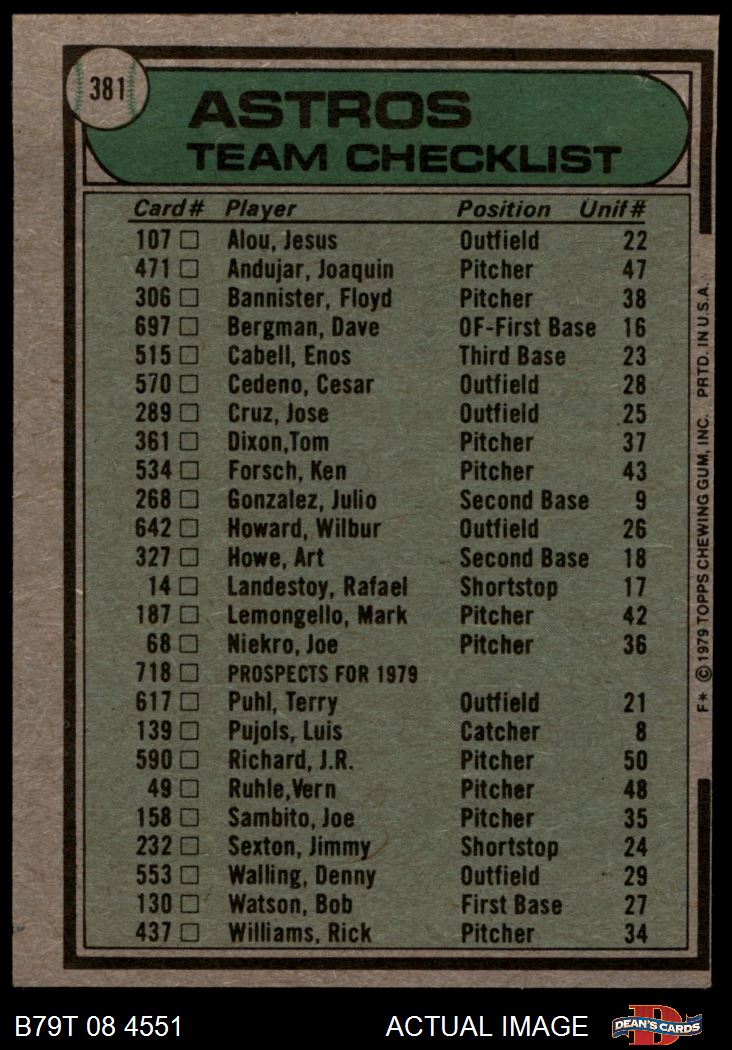 381
ASTROS
TEAM CHECKLIST
Card# Player Position Unif#
107 □ Alou, Jesus Outfield 22
471 □ Andujar, Joaquin Pitcher 47
306 □ Bannister, Floyd Pitcher 38
697 □ Bergman, Dave OF-First Base 16
515 □ Cabell, Enos Third Base 23
570 □ Cedeno, Cesar Outfield 28
289 □ Cruz, Jose Outfield 25
361 □ Dixon,Tom Pitcher 37
534 □ Forsch, Ken Pitcher 43
268 □ Gonzalez, Julio Second Base 9
642 □ Howard, Wilbur Outfield 26
327 □ Howe, Art Second Base 18
14 □ Landestoy, Rafael Shortstop 17
187 □ Lemongello, Mark Pitcher 42
68 □ Niekro, Joe Pitcher 36
718 □ PROSPECTS FOR 1979
617 □ Puhl, Terry Outfield 21
139 □ Pujols, Luis Catcher 8
590 □ Richard, J.R. Pitcher 50
49 □ Ruhle,Vern Pitcher 48
158 □ Sambito, Joe Pitcher 35
232 □ Sexton, Jimmy Shortstop 24
553 □ Walling, Denny Outfield 29
130 □ Watson, Bob First Base 27
437 □ Williams, Rick Pitcher 34
F* © 1979 TOPPS CHEWING GUM, INC. PRTD. IN U.S.A.
B79T 08 4551 ACTUAL IMAGE
D
DEAN'S CARDS